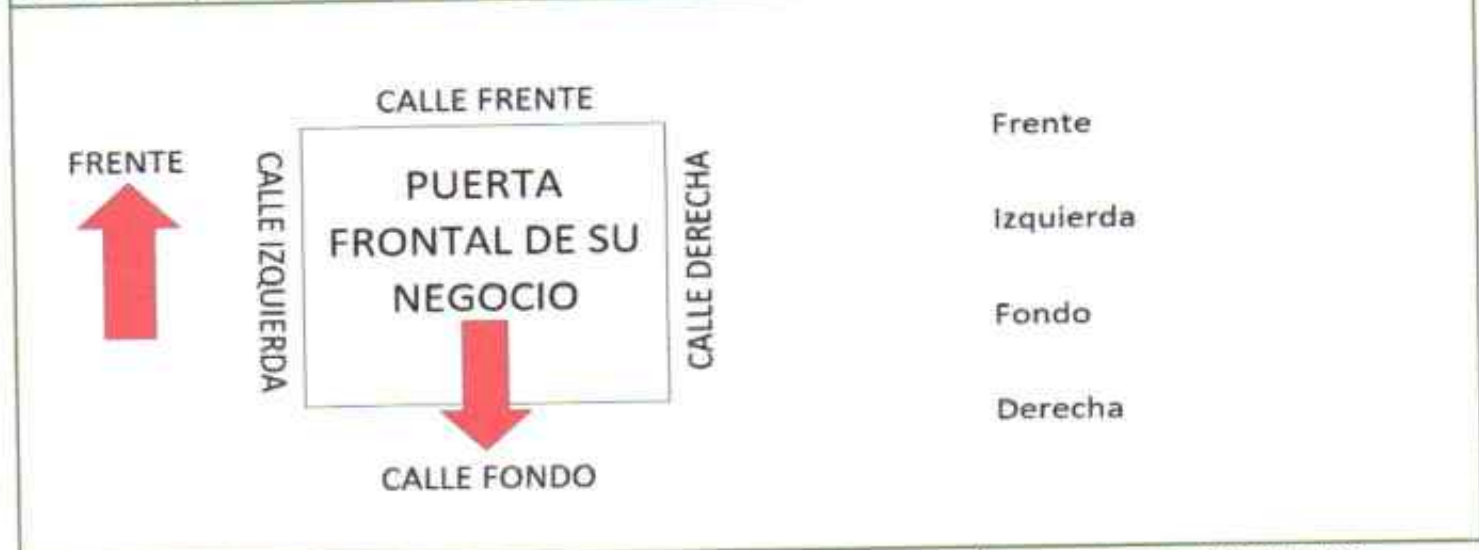 CALLE FRENTE
FRENTE
CALLE IZQUIERDA
PUERTA
FRONTAL DE SU
NEGOCIO
CALLE DERECHA
CALLE FONDO
Frente
Izquierda
Fondo
Derecha